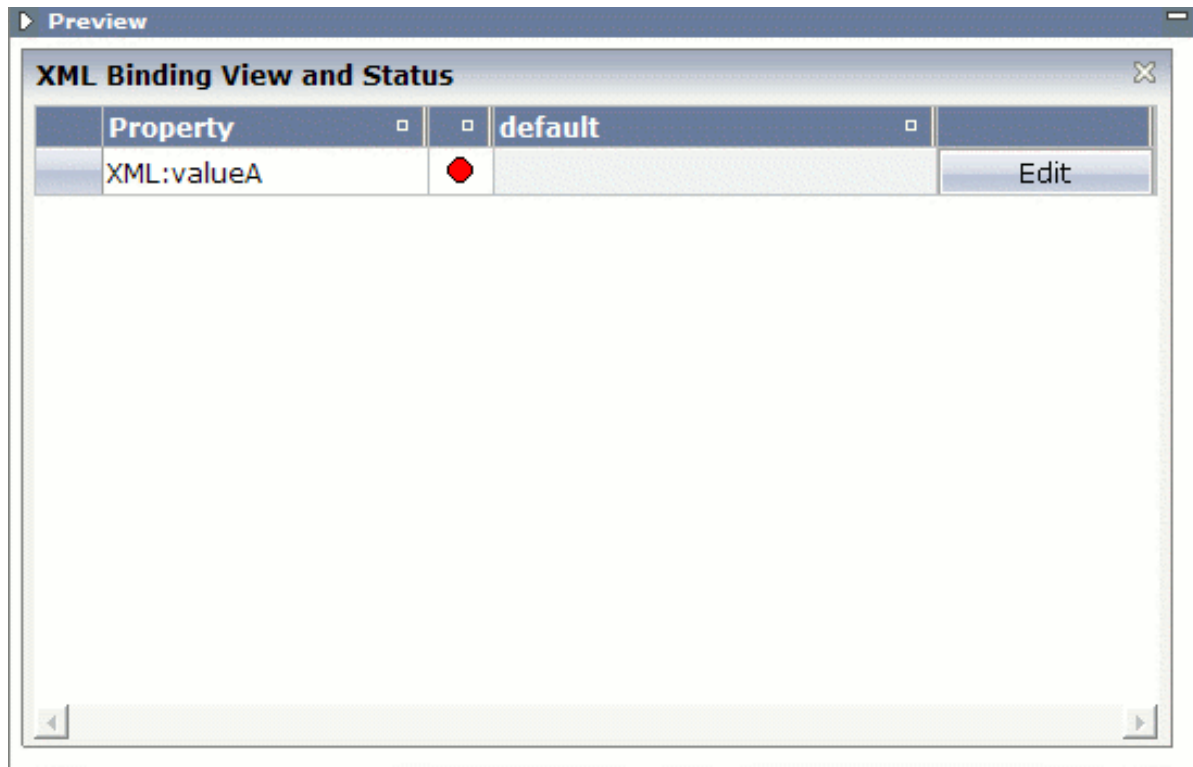 Preview
XML Binding View and Status
Property default
XML:valueA Edit